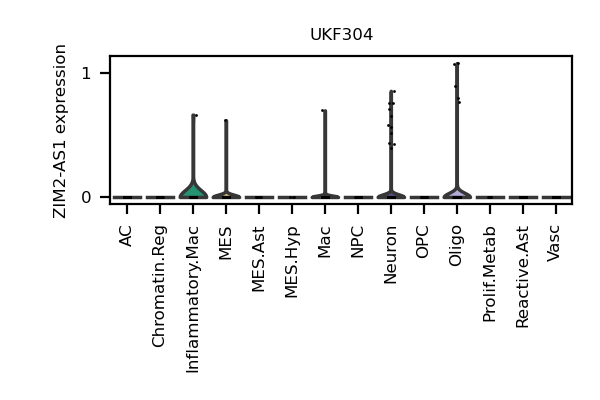 UKF304
ZIM2-AS1 expression
1
0
AC
Chromatin.Reg
Inflammatory.Mac
MES
MES.Ast
MES.Hyp
Mac
NPC
Neuron
OPC
Oligo
Prolif.Metab
Reactive.Ast
Vasc